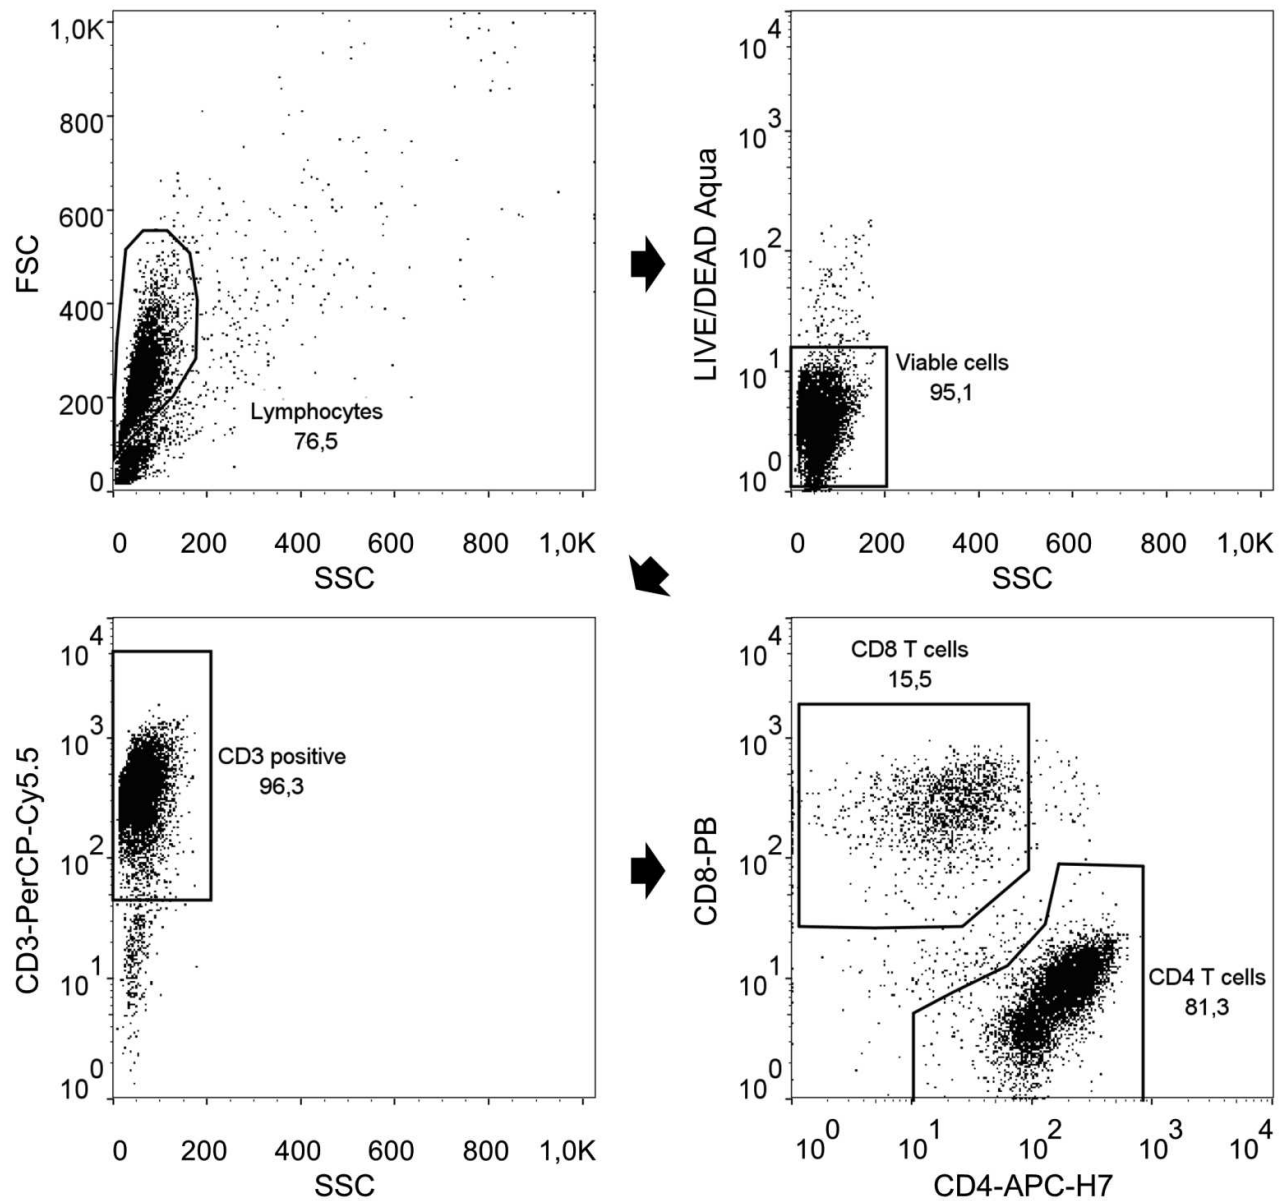 1,0K
800
600
400
200
0
FSC
Lymphocytes
76,5
0 200 400 600 800 1,0K
SSC
10^4
10^3
10^2
10^1
10^0
LIVE/DEAD Aqua
Viable cells
95,1
0 200 400 600 800 1,0K
SSC
10^4
10^3
10^2
10^1
10^0
CD3-PerCP-Cy5.5
CD3 positive
96,3
0 200 400 600 800 1,0K
SSC
10^4
10^3
10^2
10^1
10^0
CD8-PB
CD8 T cells
15,5
CD4 T cells
81,3
10^0 10^1 10^2 10^3 10^4
CD4-APC-H7